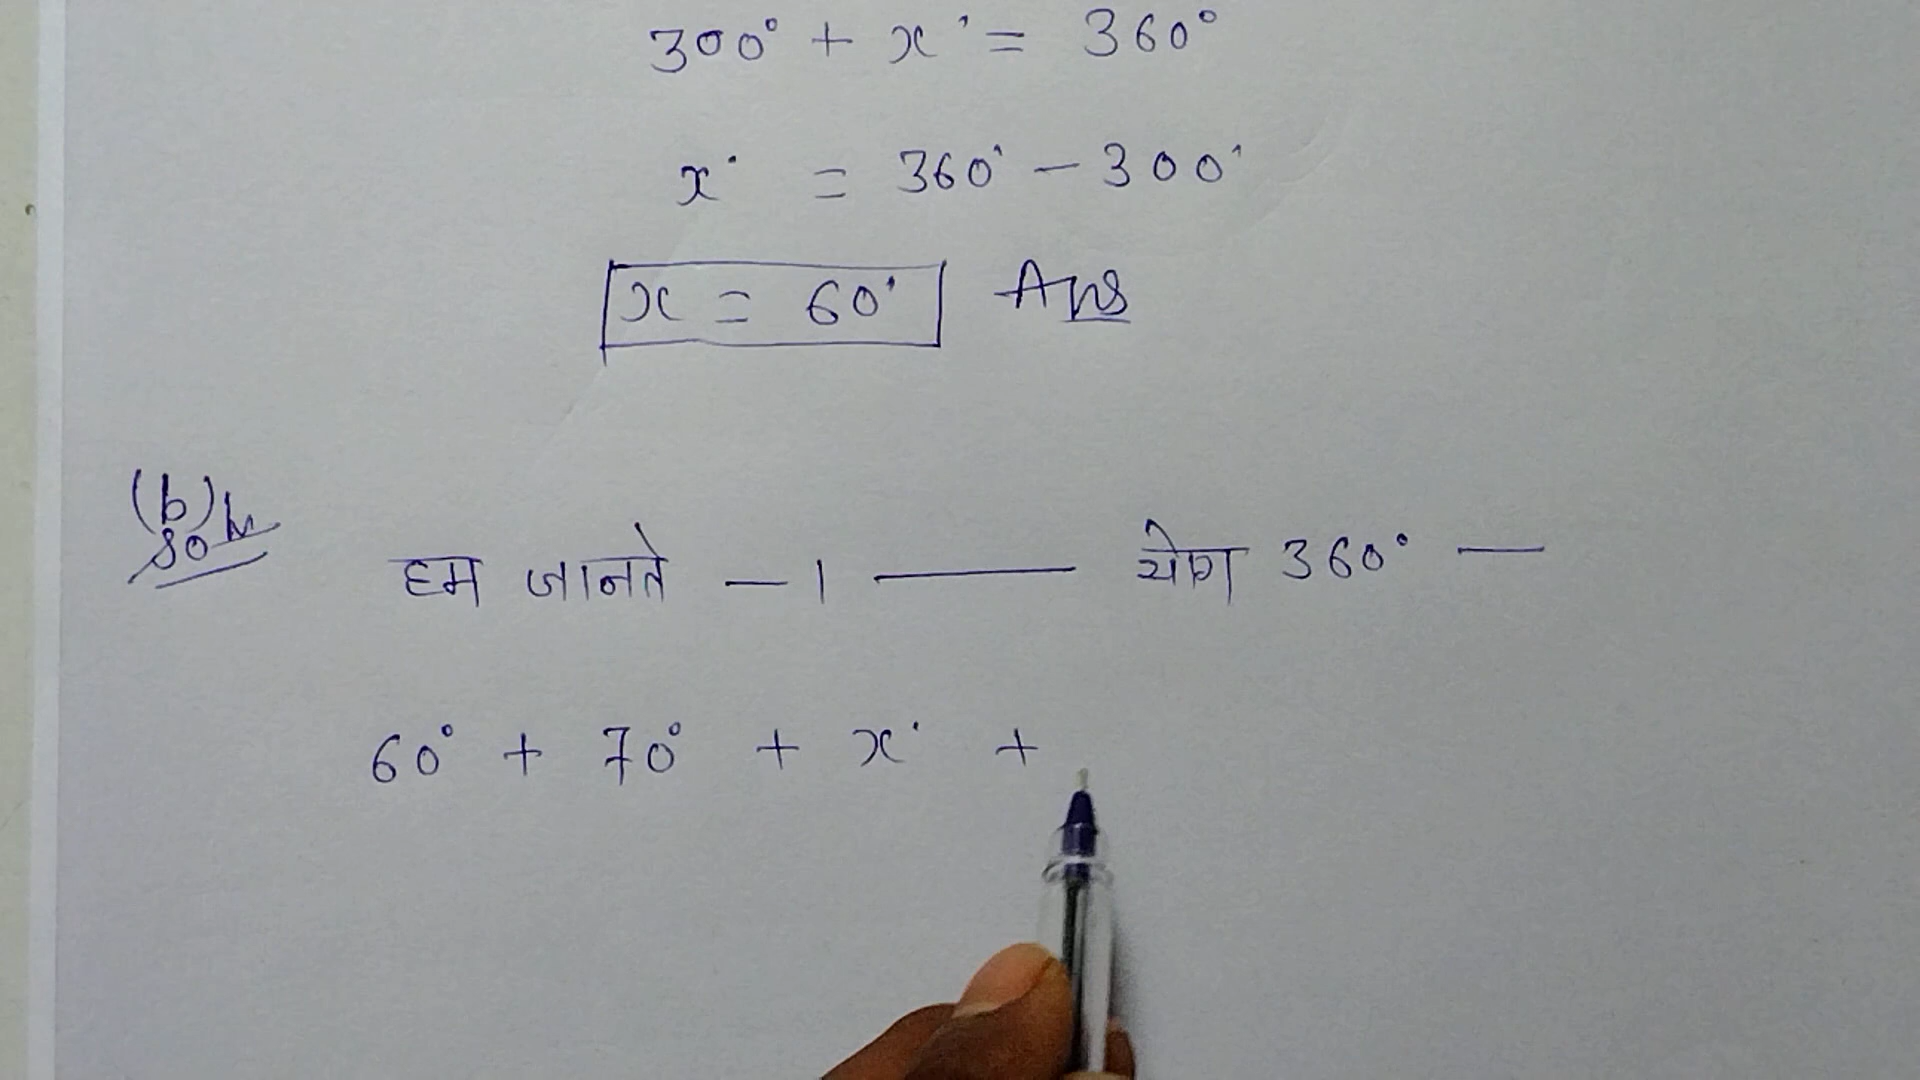 300° + x° = 360°
x° = 360° - 300°
x = 60° Ans
(b) Soln
हम जानते — । ——— योग 360° —
60° + 70° + x° +